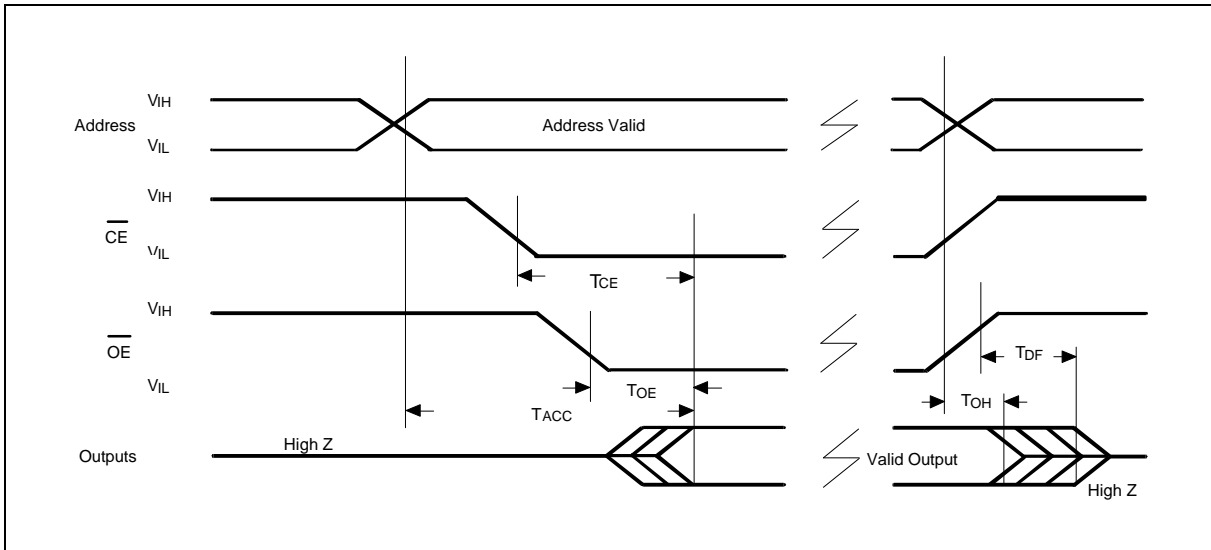 VIH
Address
Address Valid
VIL
VIH
CE
VIL
TCE
VIH
OE
TDF
VIL
TOE
TOH
TACC
High Z
Outputs
Valid Output
High Z